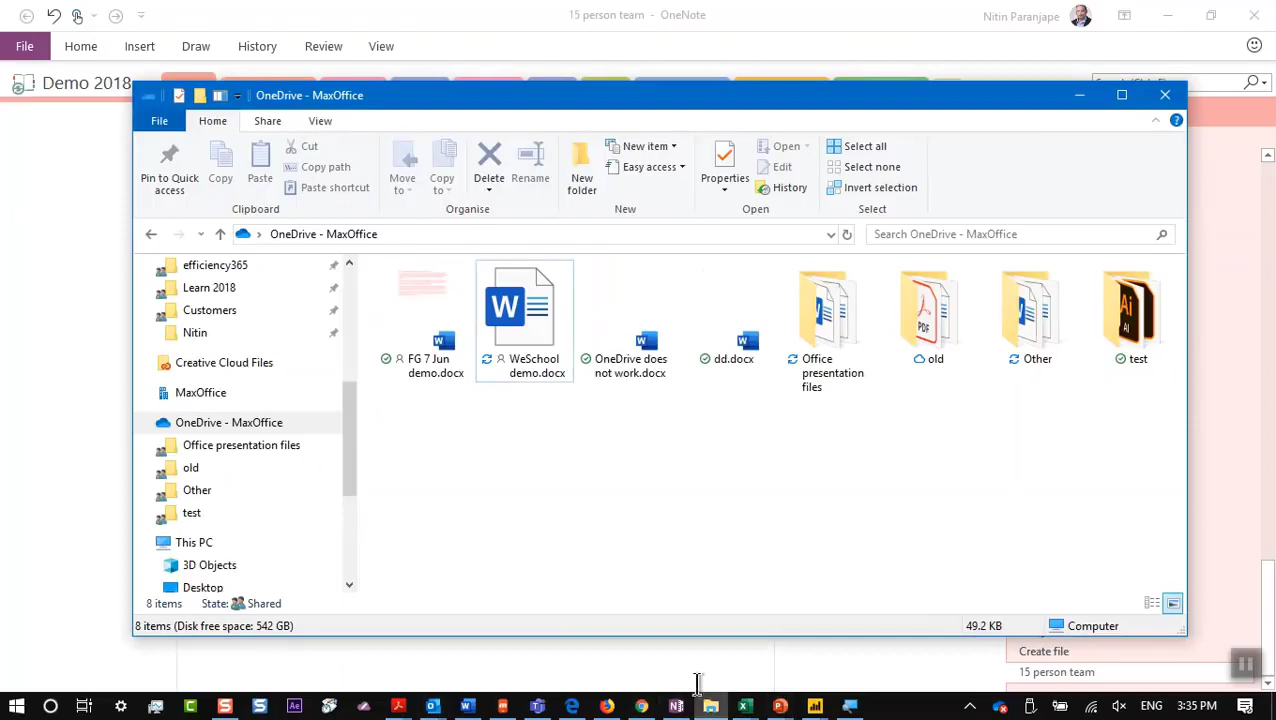 15 person team - OneNote
Nitin Paranjape
File Home Insert Draw History Review View
Demo 2018
OneDrive - MaxOffice
File Home Share View
Pin to Quick access
Copy
Paste
Cut
Copy path
Paste shortcut
Clipboard
Move to
Copy to
Delete
Rename
Organise
New folder
New item
Easy access
New
Properties
Open
Edit
History
Open
Select all
Select none
Invert selection
Select
OneDrive - MaxOffice
Search OneDrive - MaxOffice
efficiency365
Learn 2018
Customers
Nitin
Creative Cloud Files
MaxOffice
OneDrive - MaxOffice
Office presentation files
old
Other
test
This PC
3D Objects
Desktop
FG 7 Jun
demo.docx
WeSchool
demo.docx
OneDrive does
not work.docx
dd.docx
Office
presentation
files
old
Other
test
8 items State: Shared
8 items (Disk free space: 542 GB)
49.2 KB
Computer
Create file
15 person team
ENG 3:35 PM